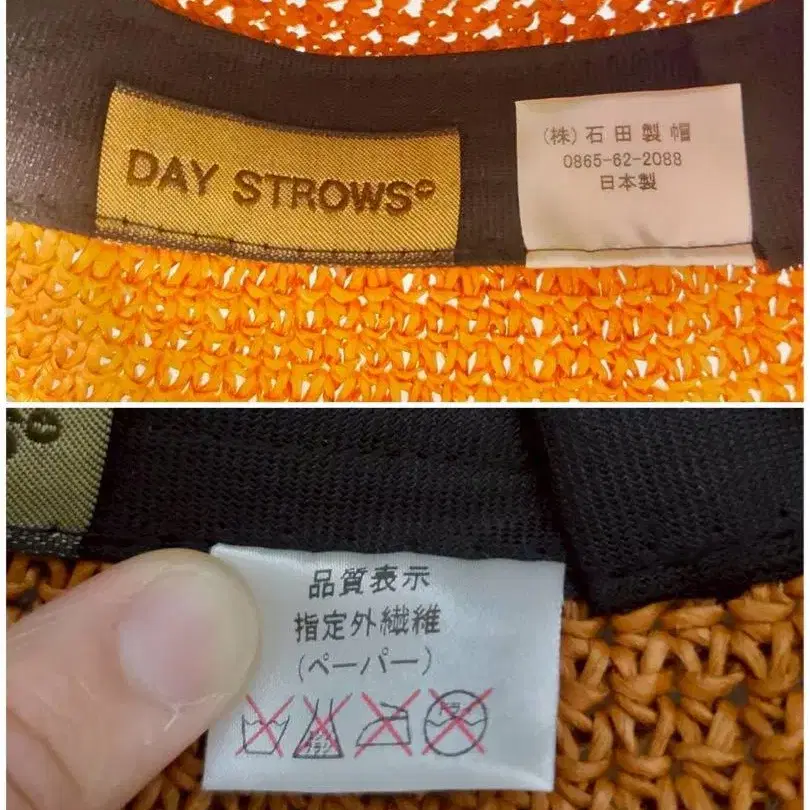 DAY STROWS
(株)石田製帽
0865-62-2088
日本製
品質表示
指定外繊維
(ペーパー)